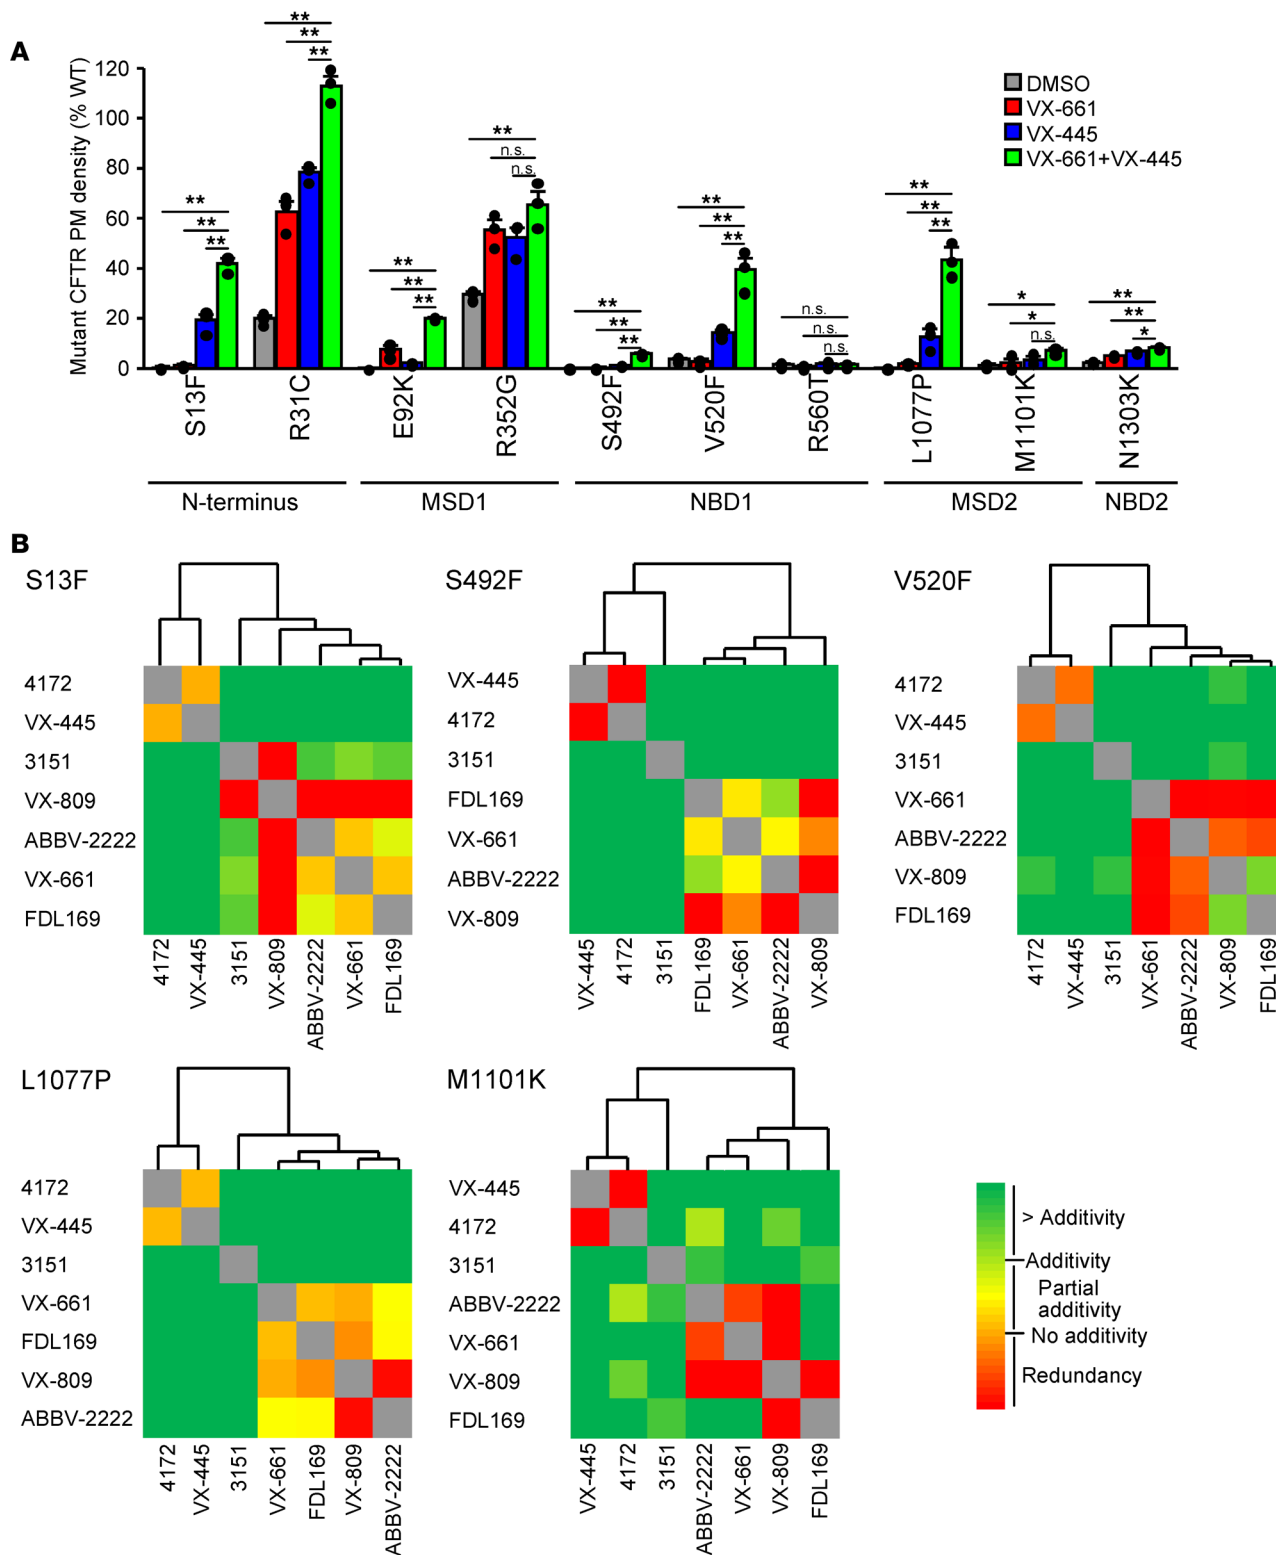 A
Mutant CFTR PM density (% WT)
120
100
80
60
40
20
0
DMSO
VX-661
VX-445
VX-661+VX-445
**
**
**
**
**
**
**
**
**
**
n.s.
n.s.
**
**
**
**
**
**
n.s.
n.s.
n.s.
**
**
**
*
*
n.s.
**
**
*
S13F
R31C
E92K
R352G
S492F
V520F
R560T
L1077P
M1101K
N1303K
N-terminus
MSD1
NBD1
MSD2
NBD2
B
S13F
4172
VX-445
3151
VX-809
ABBV-2222
VX-661
FDL169
4172
VX-445
3151
VX-809
ABBV-2222
VX-661
FDL169
S492F
VX-445
4172
3151
FDL169
VX-661
ABBV-2222
VX-809
VX-445
4172
3151
FDL169
VX-661
ABBV-2222
VX-809
V520F
4172
VX-445
3151
VX-661
ABBV-2222
VX-809
FDL169
4172
VX-445
3151
VX-661
ABBV-2222
VX-809
FDL169
L1077P
4172
VX-445
3151
VX-661
FDL169
VX-809
ABBV-2222
4172
VX-445
3151
VX-661
FDL169
VX-809
ABBV-2222
M1101K
VX-445
4172
3151
ABBV-2222
VX-661
VX-809
FDL169
VX-445
4172
3151
ABBV-2222
VX-661
VX-809
FDL169
> Additivity
Additivity
Partial
additivity
No additivity
Redundancy